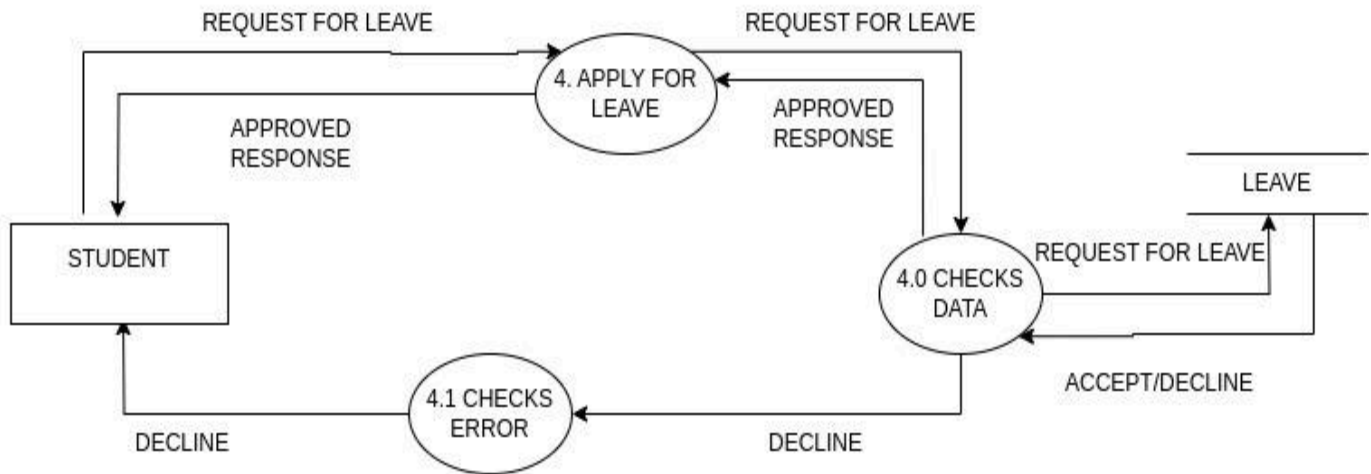 REQUEST FOR LEAVE
REQUEST FOR LEAVE
4. APPLY FOR
LEAVE
APPROVED
RESPONSE
APPROVED
RESPONSE
LEAVE
STUDENT
REQUEST FOR LEAVE
4.0 CHECKS
DATA
ACCEPT/DECLINE
4.1 CHECKS
ERROR
DECLINE
DECLINE